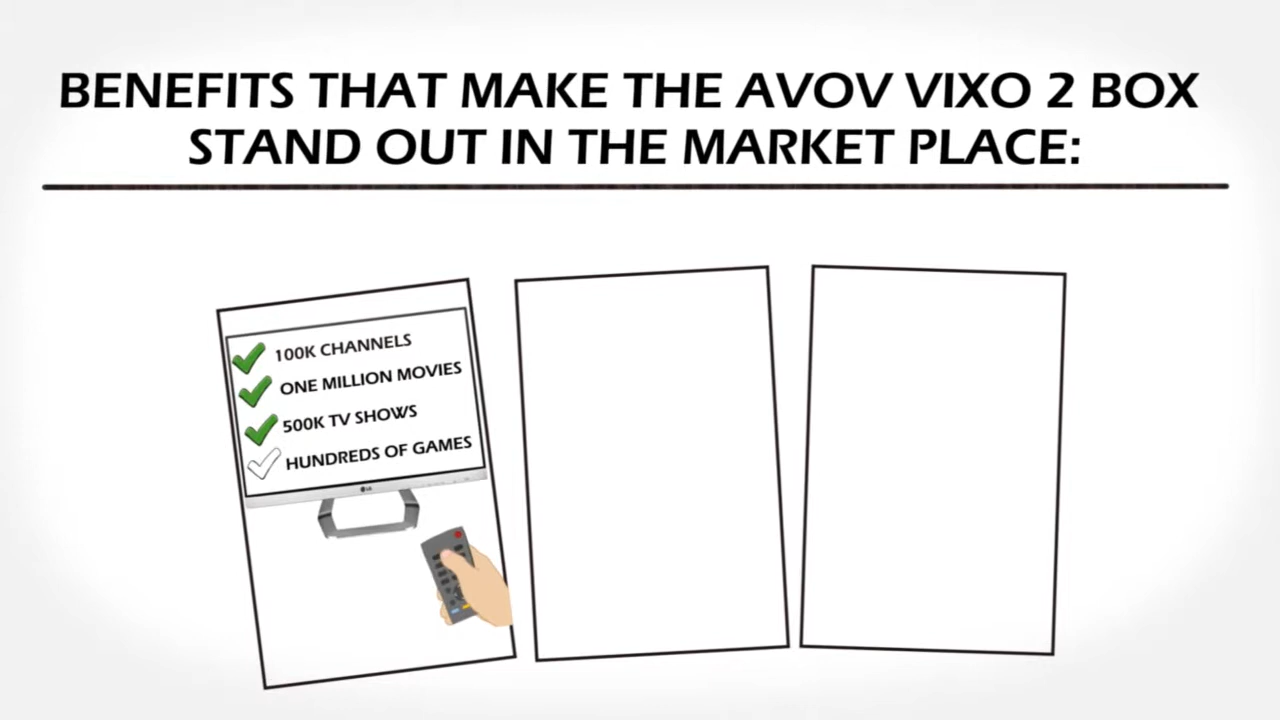 BENEFITS THAT MAKE THE AVOV VIXO 2 BOX
STAND OUT IN THE MARKET PLACE:
100K CHANNELS
ONE MILLION MOVIES
500K TV SHOWS
HUNDREDS OF GAMES
LG